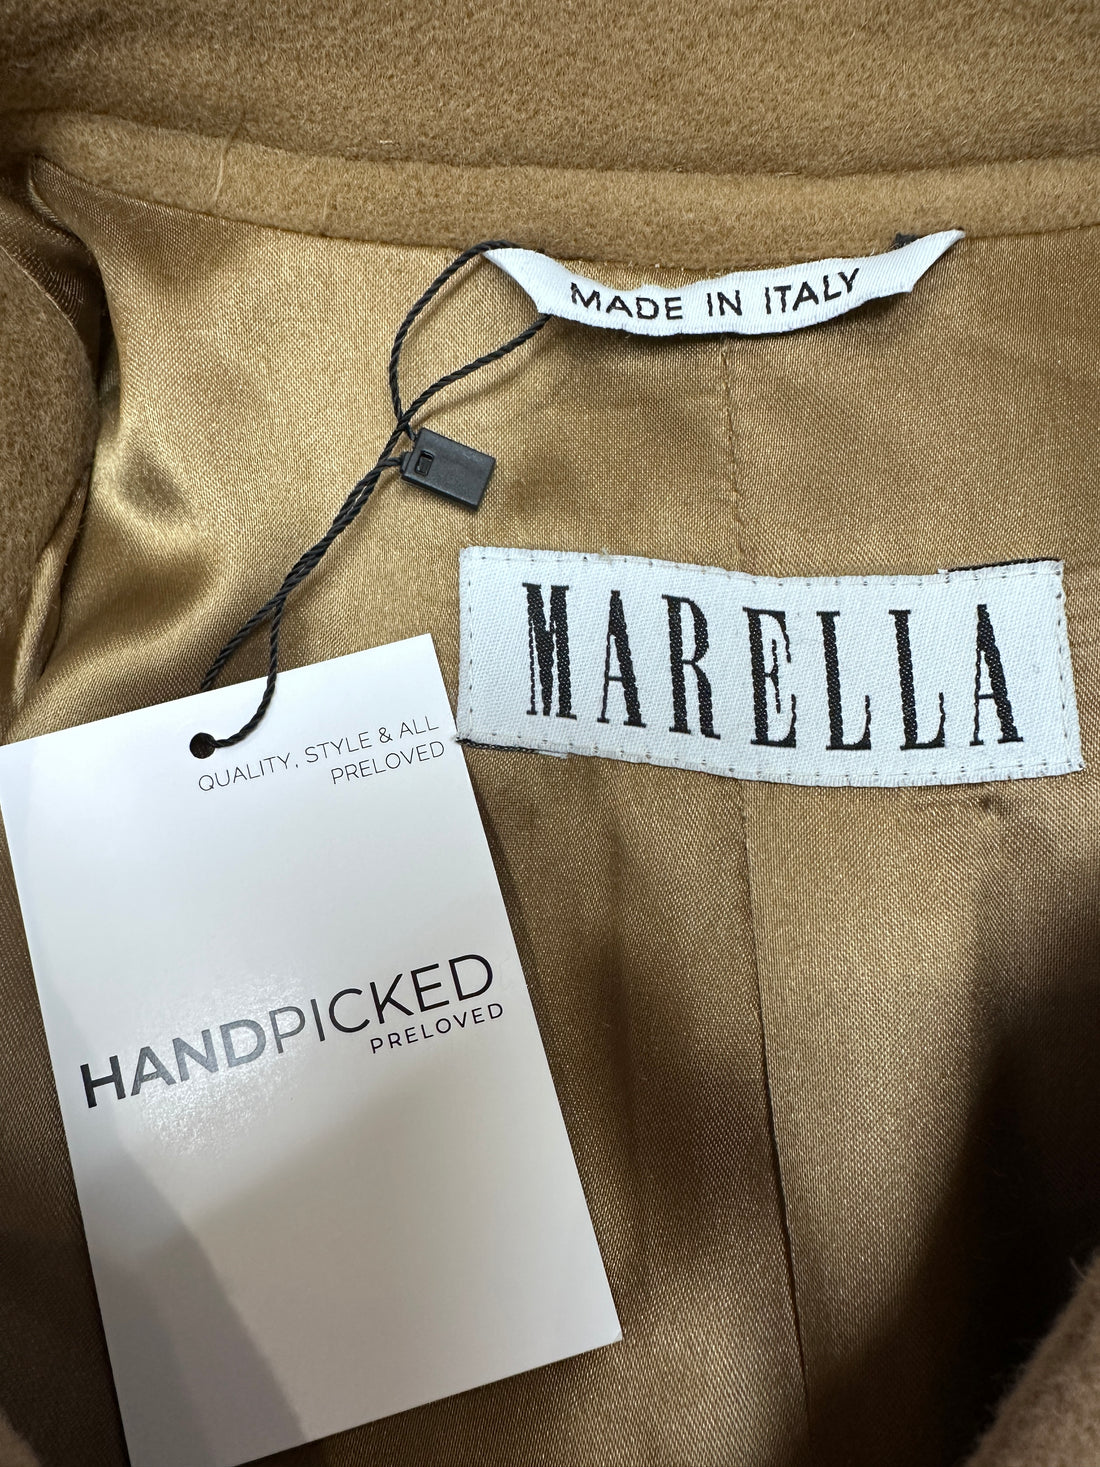 MADE IN ITALY
MARELLA
QUALITY, STYLE & ALL
PRELOVED
HANDPICKED
PRELOVED